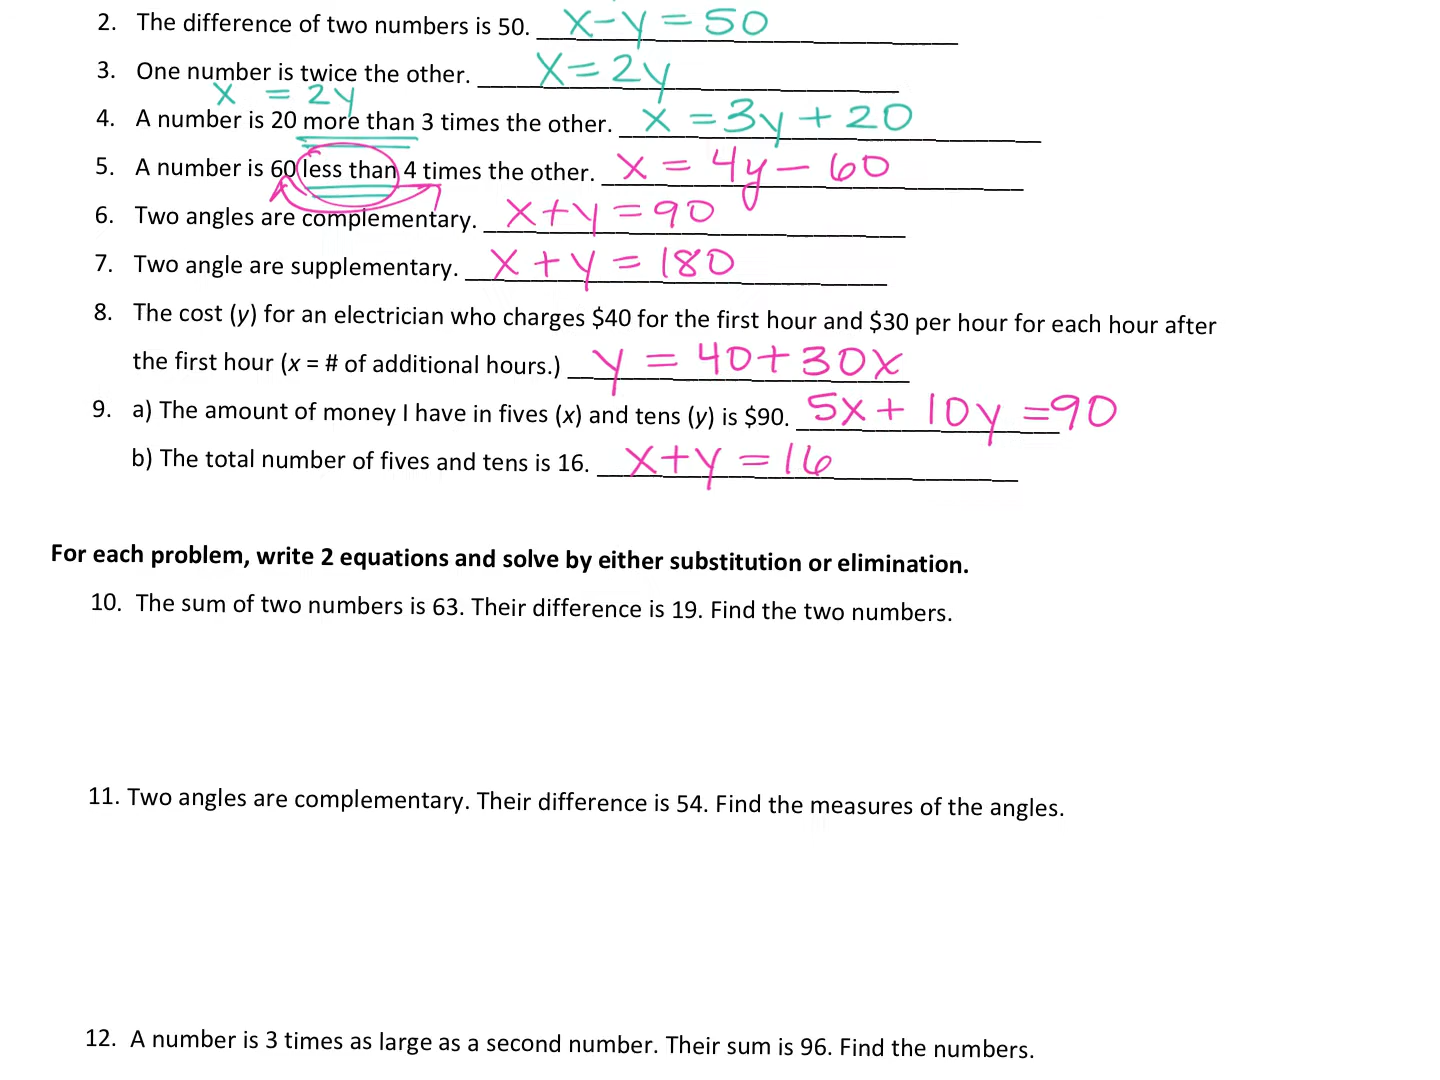 2. The difference of two numbers is 50. x-y=50
3. One number is twice the other. x=2y
x = 2y
4. A number is 20 more than 3 times the other. x=3y+20
5. A number is 60 less than 4 times the other. x=4y-60
6. Two angles are complementary. x+y=90
7. Two angle are supplementary. x+y=180
8. The cost (y) for an electrician who charges $40 for the first hour and $30 per hour for each hour after
the first hour (x = # of additional hours.) y=40+30x
9. a) The amount of money I have in fives (x) and tens (y) is $90. 5x+10y=90
b) The total number of fives and tens is 16. x+y=16
For each problem, write 2 equations and solve by either substitution or elimination.
10. The sum of two numbers is 63. Their difference is 19. Find the two numbers.
11. Two angles are complementary. Their difference is 54. Find the measures of the angles.
12. A number is 3 times as large as a second number. Their sum is 96. Find the numbers.